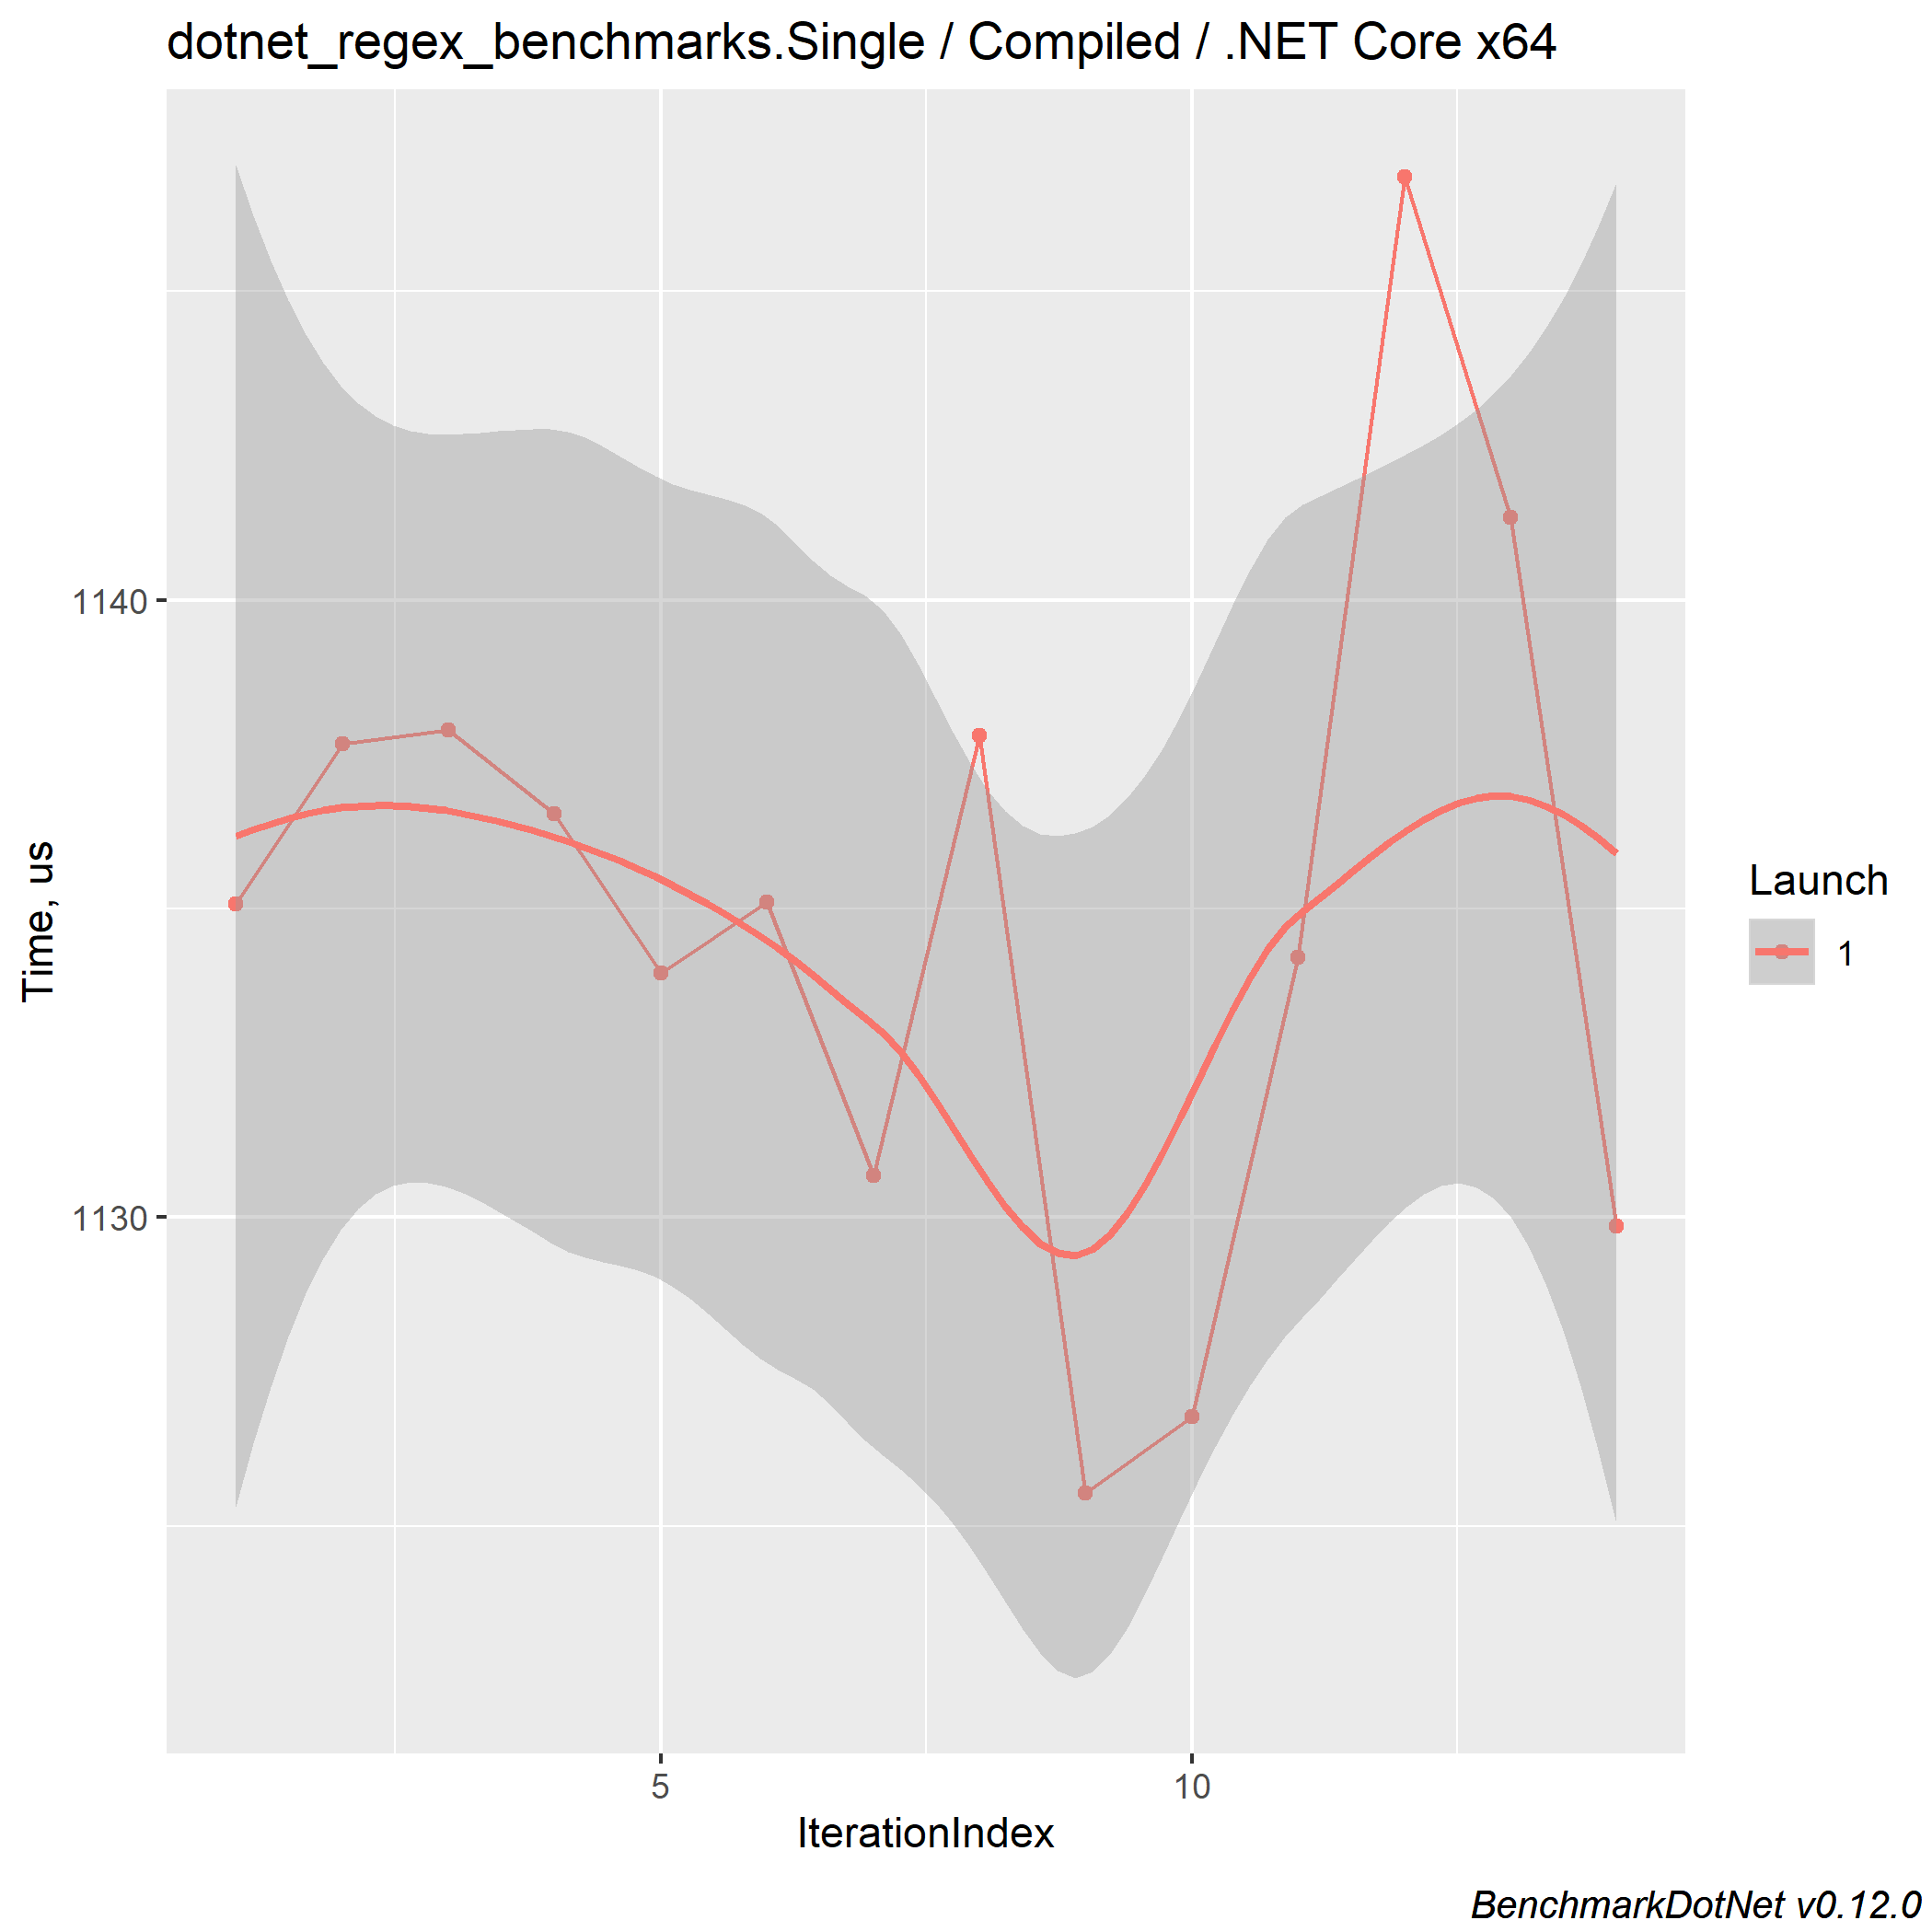 dotnet_regex_benchmarks.Single / Compiled / .NET Core x64
1140
1130
Time, us
5
10
IterationIndex
Launch
1
BenchmarkDotNet v0.12.0